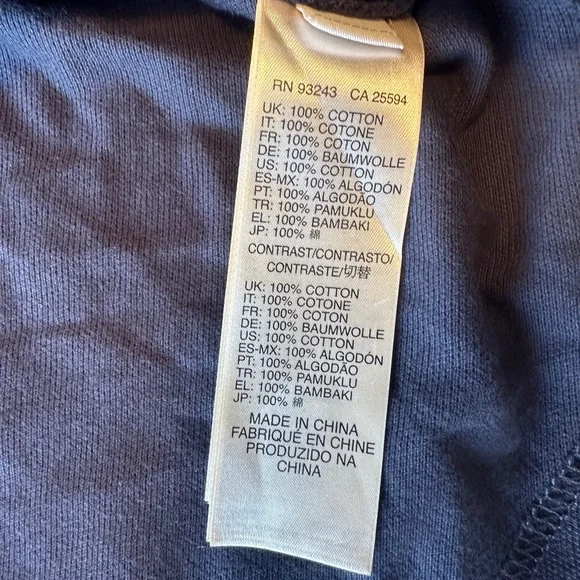 RN 93243 CA 25594
UK: 100% COTTON
IT: 100% COTONE
FR: 100% COTON
DE: 100% BAUMWOLLE
US: 100% COTTON
ES-MX: 100% ALGODÓN
PT: 100% ALGODÃO
TR: 100% PAMUKLU
EL: 100% BAMBAKI
JP: 100% 綿
CONTRAST/CONTRASTO/
CONTRASTE/切替
UK: 100% COTTON
IT: 100% COTONE
FR: 100% COTON
DE: 100% BAUMWOLLE
US: 100% COTTON
ES-MX: 100% ALGODÓN
PT: 100% ALGODÃO
TR: 100% PAMUKLU
EL: 100% BAMBAKI
JP: 100% 綿
MADE IN CHINA
FABRIQUÉ EN CHINE
PRODUZIDO NA
CHINA